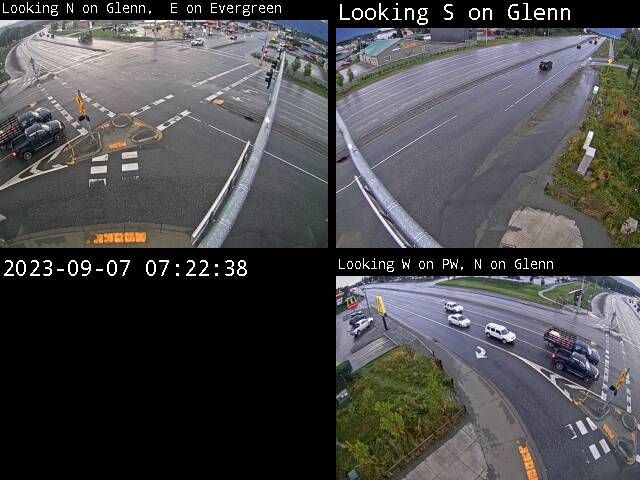 Looking N on Glenn, E on Evergreen
Looking S on Glenn
2023-09-07 07:22:38
Looking W on PW, N on Glenn